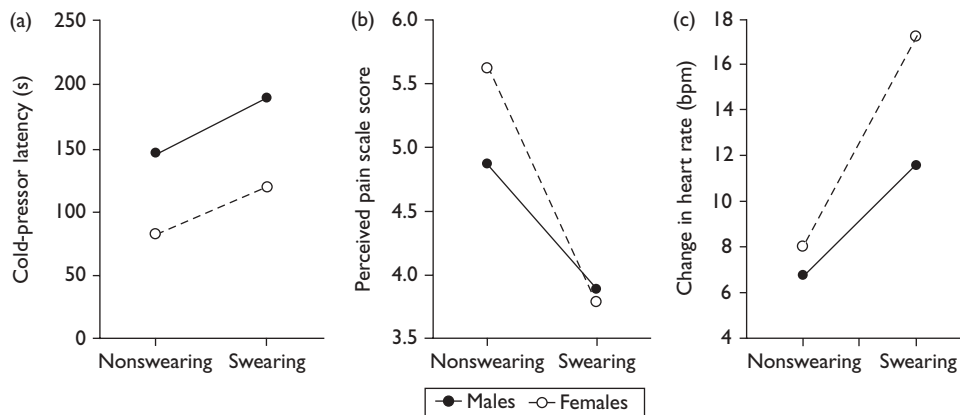 (a)
Cold-pressor latency (s)
250
200
150
100
50
0
Nonswearing Swearing
(b)
Perceived pain scale score
5.5
5.0
4.5
4.0
3.5
Nonswearing Swearing
(c)
Change in heart rate (bpm)
18
16
14
12
10
8
6
4
Nonswearing Swearing
Males Females